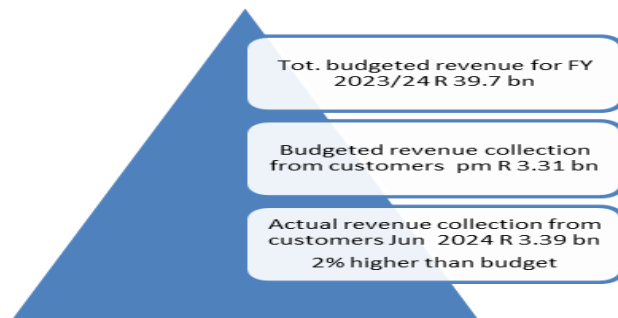 Tot. budgeted revenue for FY
2023/24 R 39.7 bn
Budgeted revenue collection
from customers pm R 3.31 bn
Actual revenue collection from
customers Jun 2024 R 3.39 bn
2% higher than budget